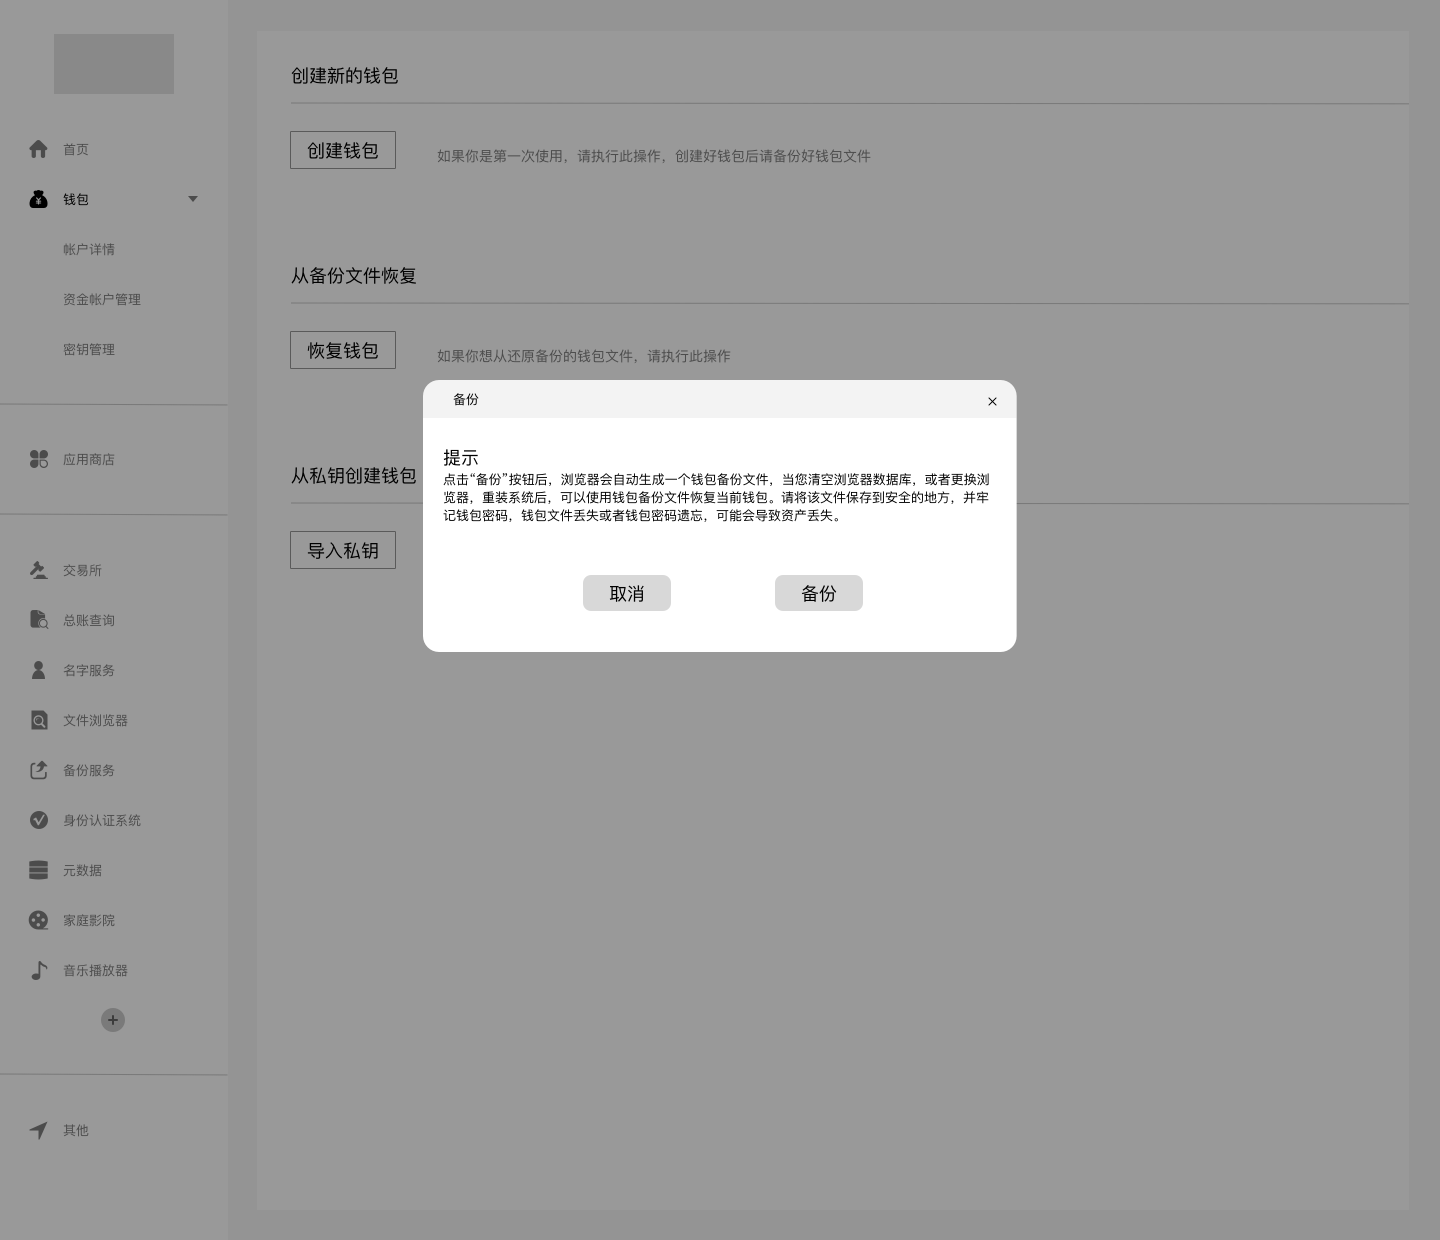 首页
钱包
帐户详情
资金帐户管理
密钥管理
应用商店
交易所
总账查询
名字服务
文件浏览器
备份服务
身份认证系统
元数据
家庭影院
音乐播放器
其他
创建新的钱包
创建钱包
如果你是第一次使用，请执行此操作，创建好钱包后请备份好钱包文件
从备份文件恢复
恢复钱包
如果你想从还原备份的钱包文件，请执行此操作
从私钥创建钱包
导入私钥
备份
×
提示
点击“备份”按钮后，浏览器会自动生成一个钱包备份文件，当您清空浏览器数据库，或者更换浏
览器，重装系统后，可以使用钱包备份文件恢复当前钱包。请将该文件保存到安全的地方，并牢
记钱包密码，钱包文件丢失或者钱包密码遗忘，可能会导致资产丢失。
取消
备份